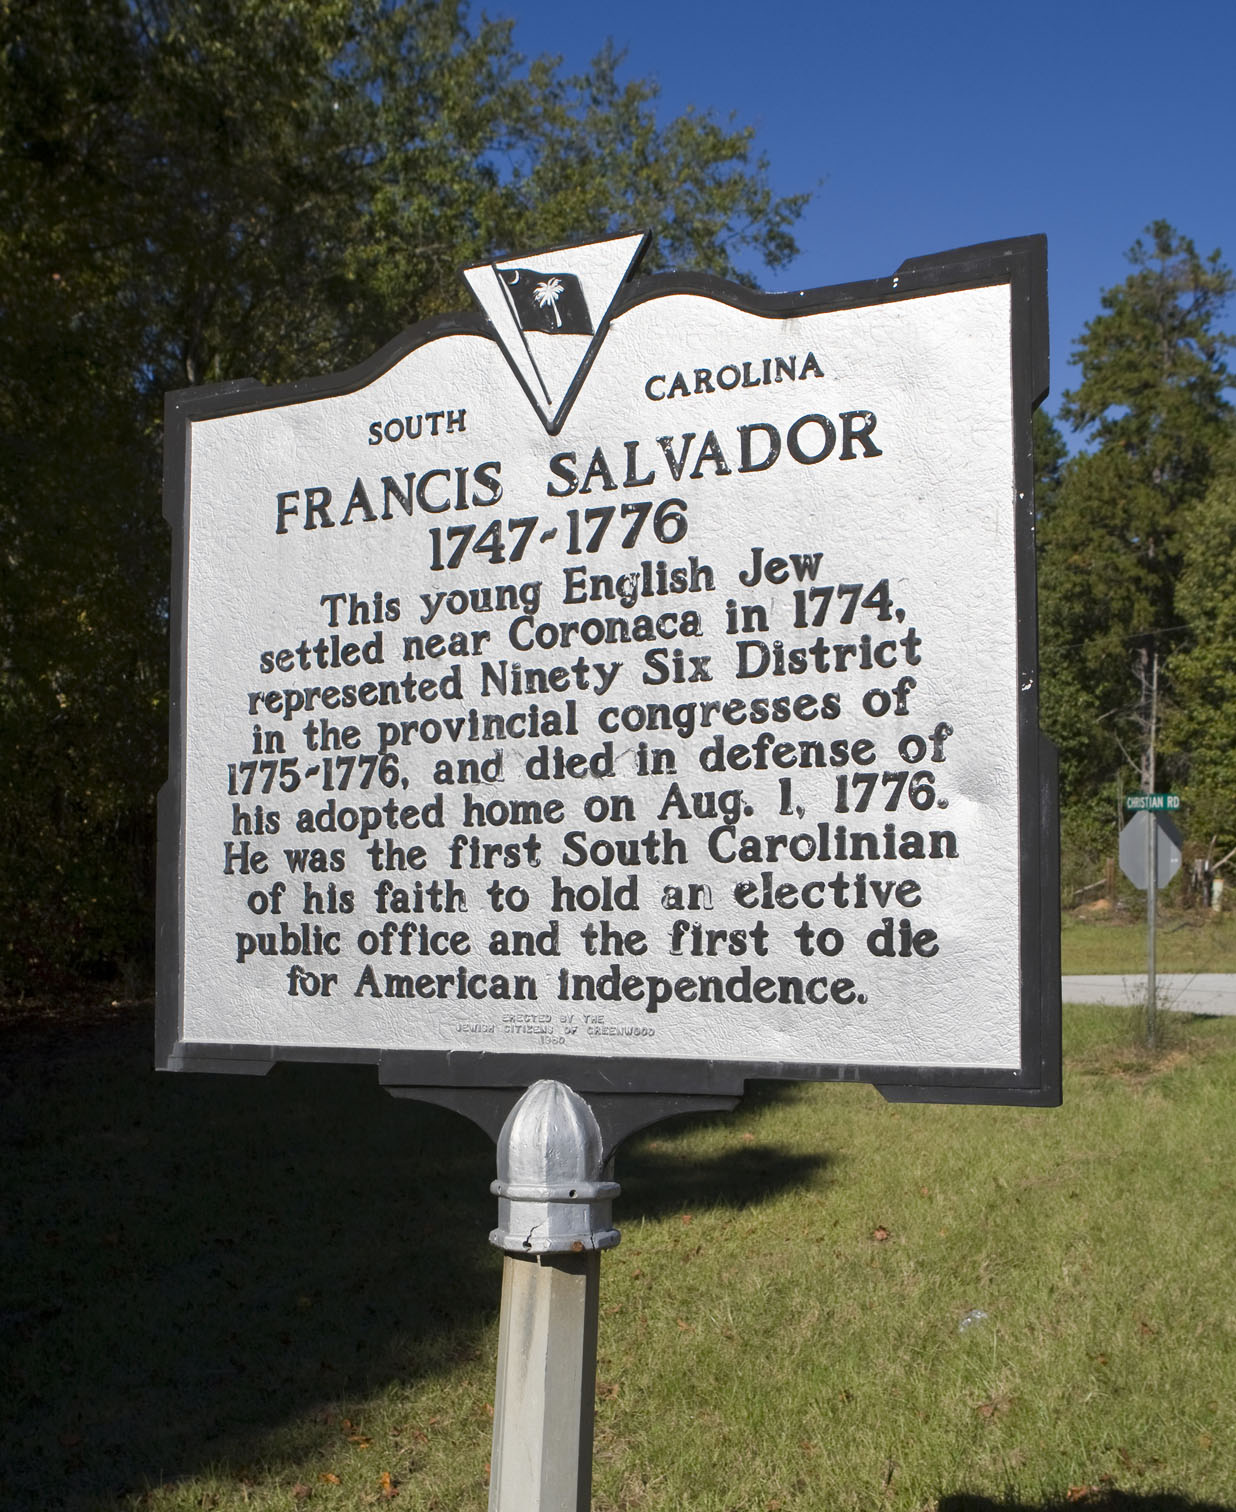 SOUTH CAROLINA
FRANCIS SALVADOR
1747-1776
This young English Jew
settled near Coronaca in 1774,
represented Ninety Six District
in the provincial congresses of
1775-1776, and died in defense of
his adopted home on Aug. 1, 1776.
He was the first South Carolinian
of his faith to hold an elective
public office and the first to die
for American independence.
ERECTED BY THE
JEWISH CITIZENS OF GREENWOOD
1960
CHRISTIAN RD